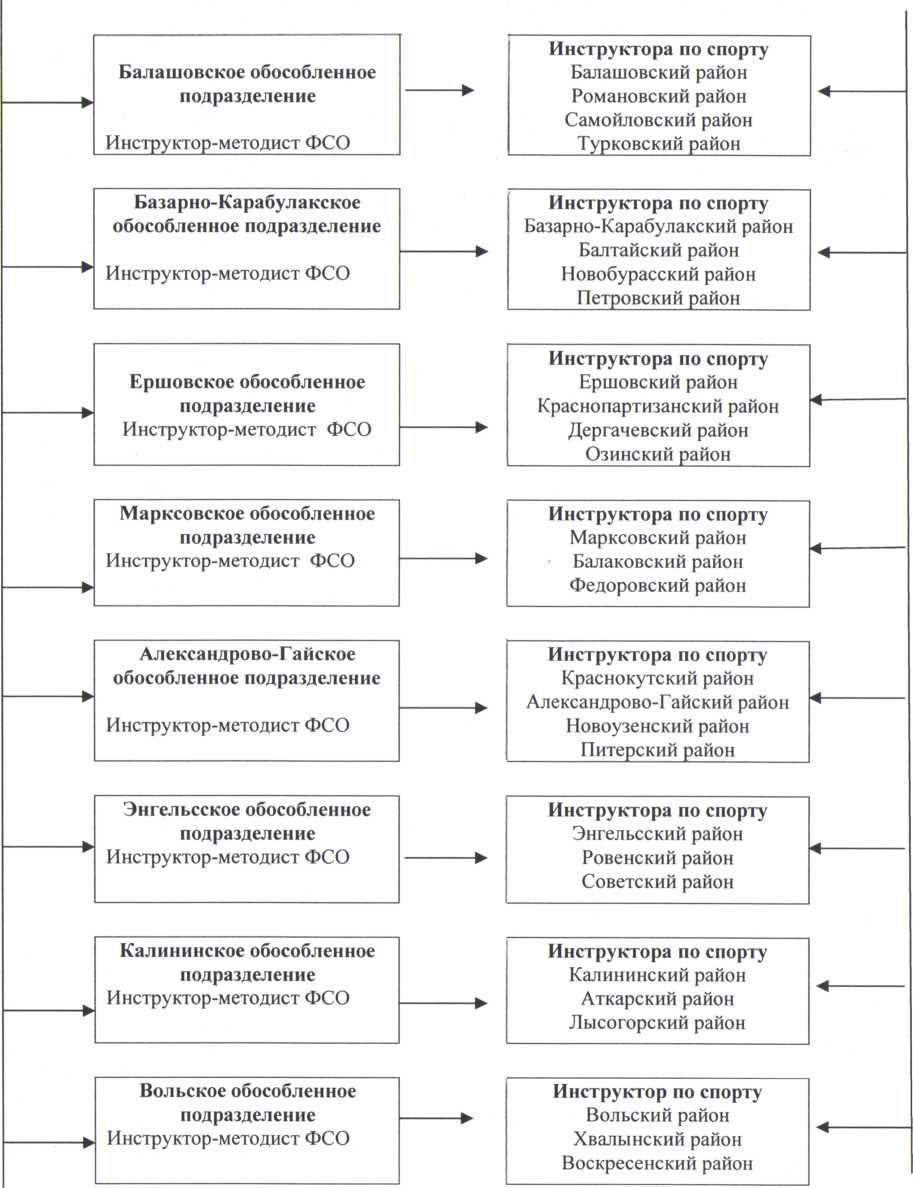 Балашовское обособленное
подразделение
Инструктор-методист ФСО
Инструктора по спорту
Балашовский район
Романовский район
Самойловский район
Турковский район
Базарно-Карабулакское
обособленное подразделение
Инструктор-методист ФСО
Инструктора по спорту
Базарно-Карабулакский район
Балтайский район
Новобурасский район
Петровский район
Ершовское обособленное
подразделение
Инструктор-методист ФСО
Инструктора по спорту
Ершовский район
Краснопартизанский район
Дергачевский район
Озинский район
Марксовское обособленное
подразделение
Инструктор-методист ФСО
Инструктора по спорту
Марксовский район
Балаковский район
Федоровский район
Александрово-Гайское
обособленное подразделение
Инструктор-методист ФСО
Инструктора по спорту
Краснокутский район
Александрово-Гайский район
Новоузенский район
Питерский район
Энгельсское обособленное
подразделение
Инструктор-методист ФСО
Инструктора по спорту
Энгельсский район
Ровенский район
Советский район
Калининское обособленное
подразделение
Инструктор-методист ФСО
Инструктора по спорту
Калининский район
Аткарский район
Лысогорский район
Вольское обособленное
подразделение
Инструктор-методист ФСО
Инструктор по спорту
Вольский район
Хвалынский район
Воскресенский район